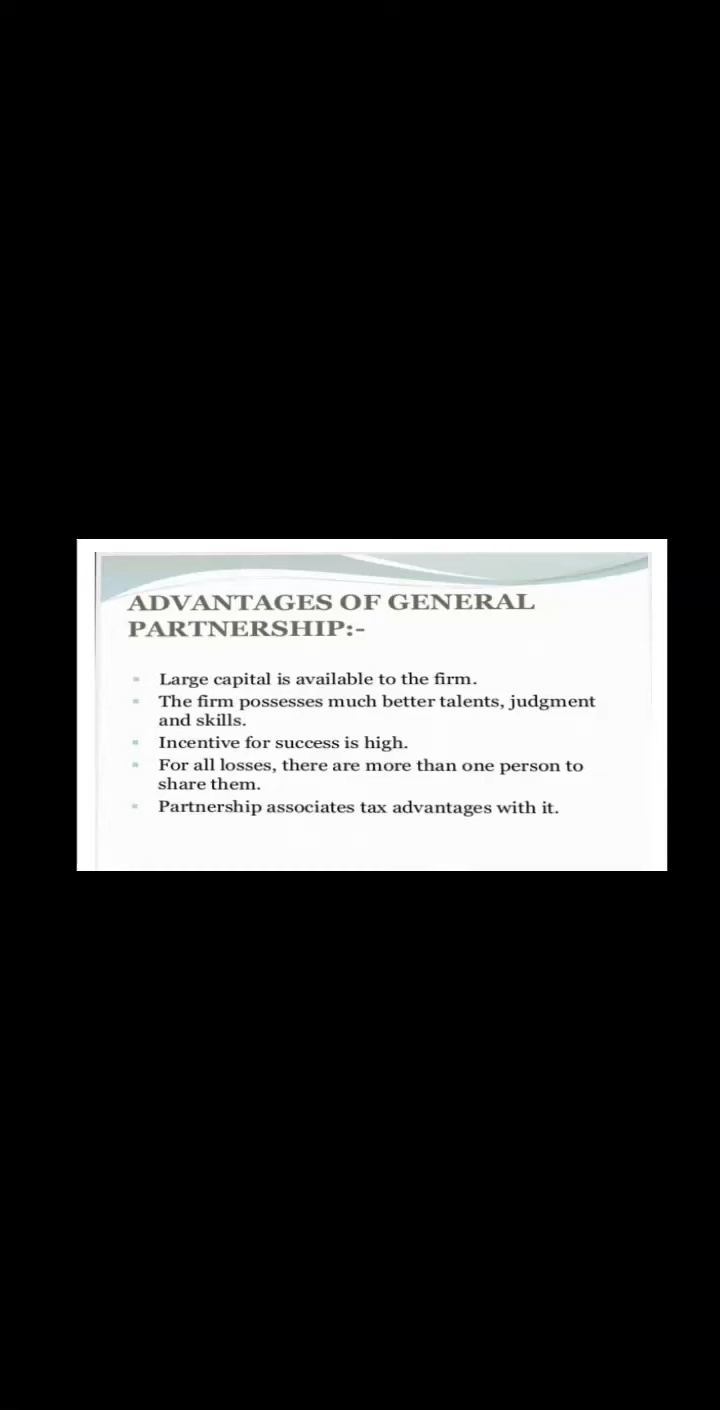 ADVANTAGES OF GENERAL
PARTNERSHIP:-
Large capital is available to the firm.
The firm possesses much better talents, judgment
and skills.
Incentive for success is high.
For all losses, there are more than one person to
share them.
Partnership associates tax advantages with it.